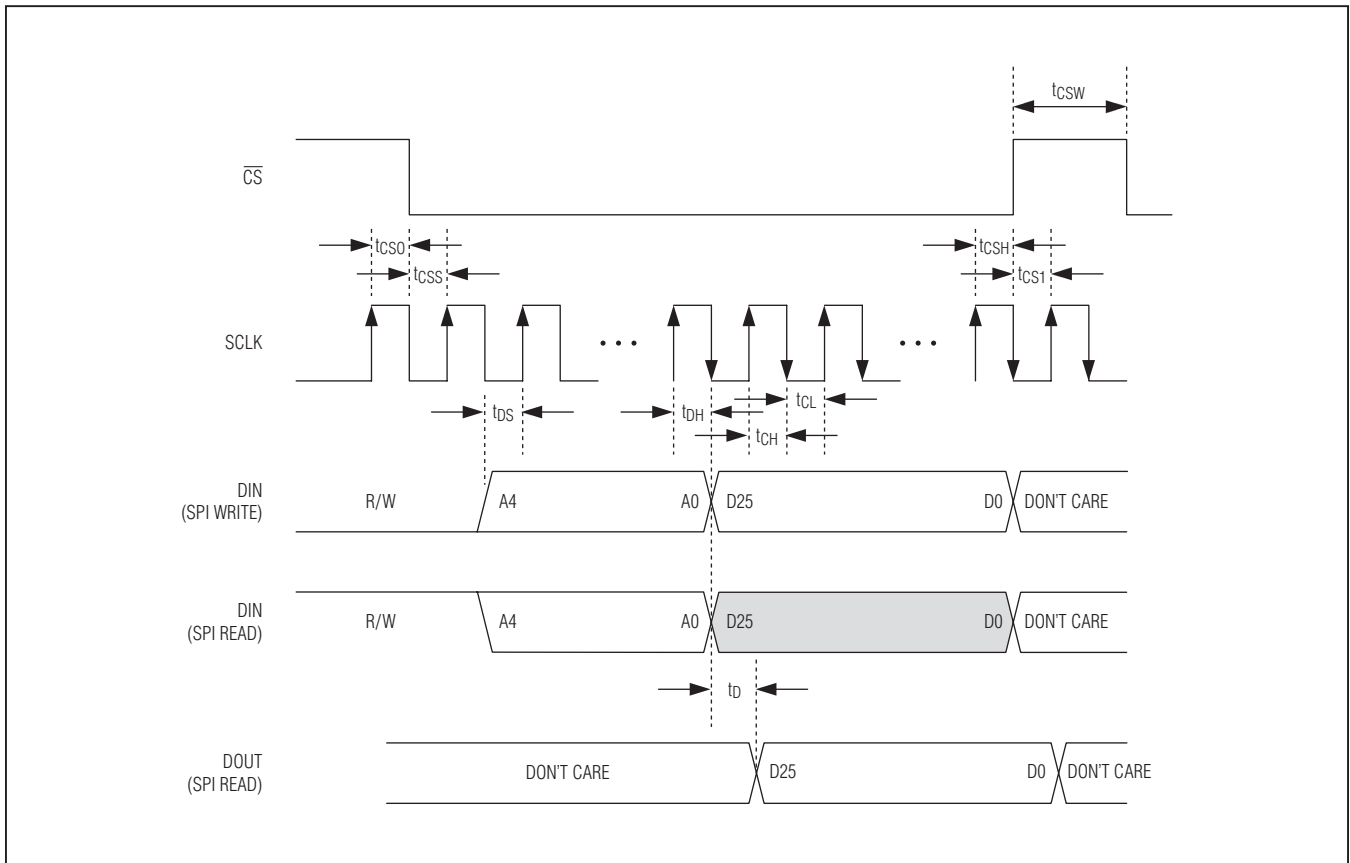 tCSW
CS
tCSO tCSH
tCSS tCS1
SCLK • • • • • •
tDS tDH tCL
tCH
DIN
(SPI WRITE) R/W A4 A0 D25 D0 DON'T CARE
DIN
(SPI READ) R/W A4 A0 D25 D0 DON'T CARE
tD
DOUT
(SPI READ) DON'T CARE D25 D0 DON'T CARE